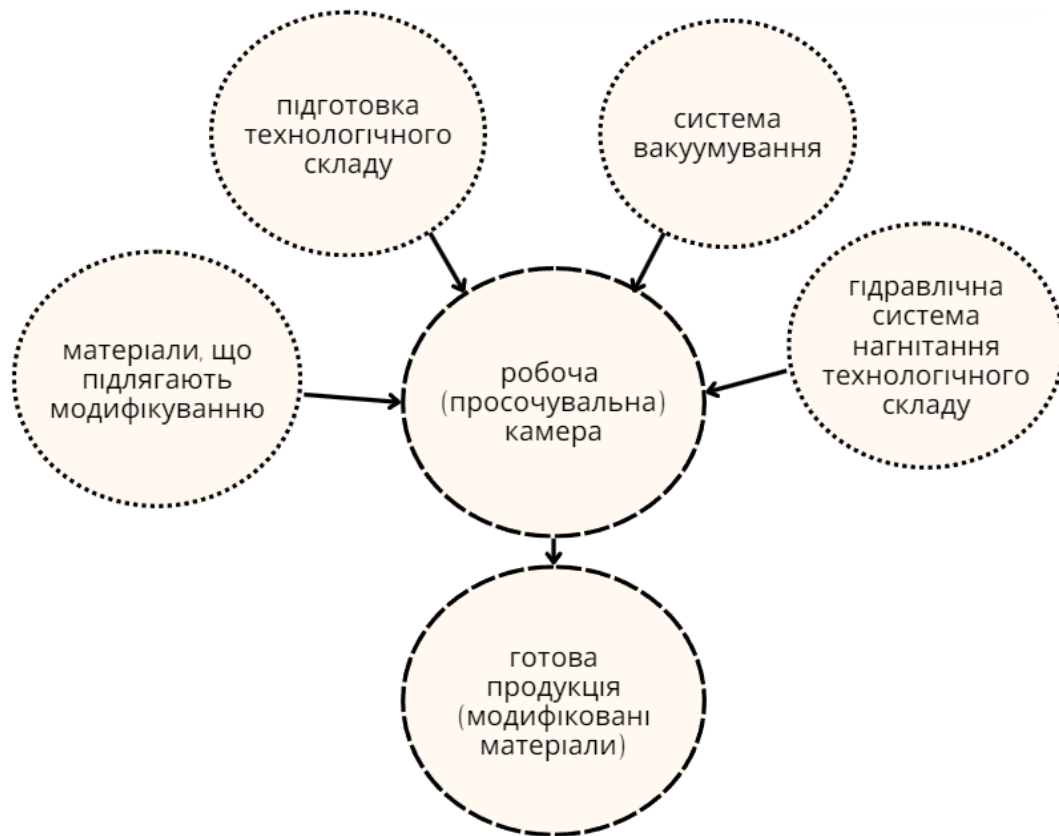 підготовка
технологічного
складу
система
вакуумування
матеріали, що
підлягають
модифікуванню
робоча
(просочувальна)
камера
гідравлічна
система
нагнітання
технологічного
складу
готова
продукція
(модифіковані
матеріали)